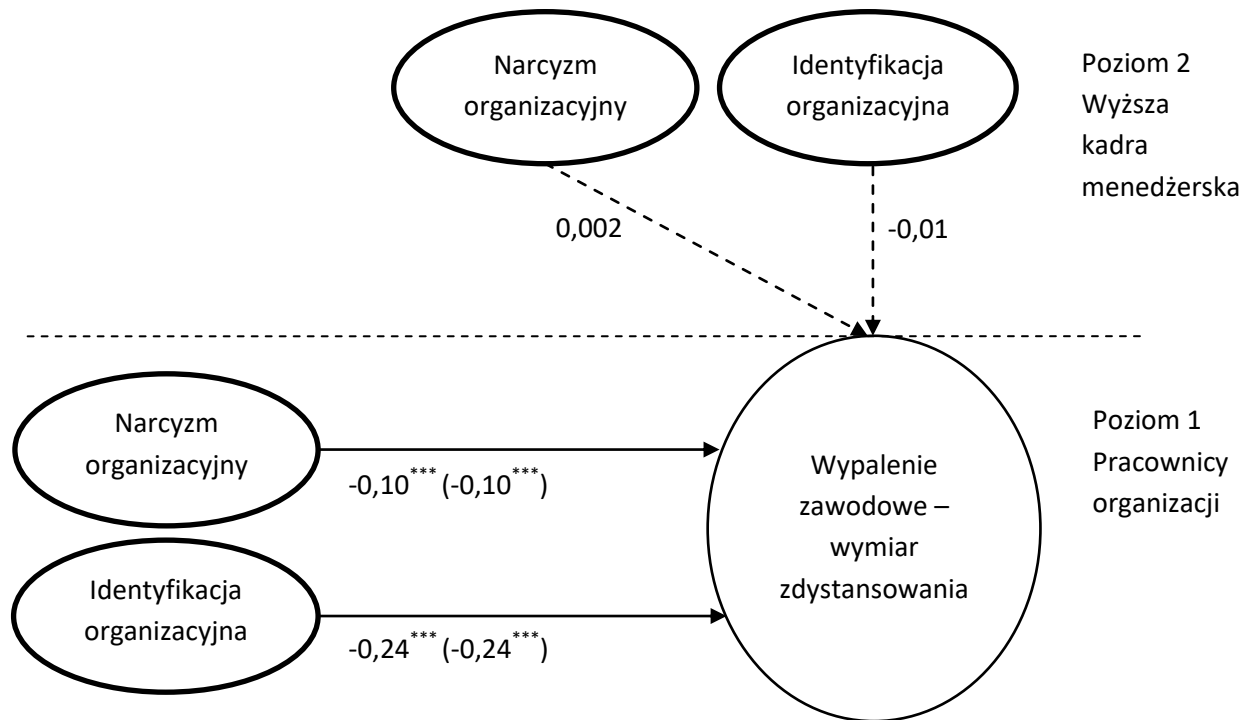 Narcyzm
organizacyjny
Identyfikacja
organizacyjna
Poziom 2
Wyższa
kadra
menedżerska
0,002
-0,01
Narcyzm
organizacyjny
-0,10*** (-0,10***)
Identyfikacja
organizacyjna
-0,24*** (-0,24***)
Wypalenie
zawodowe –
wymiar
zdystansowania
Poziom 1
Pracownicy
organizacji